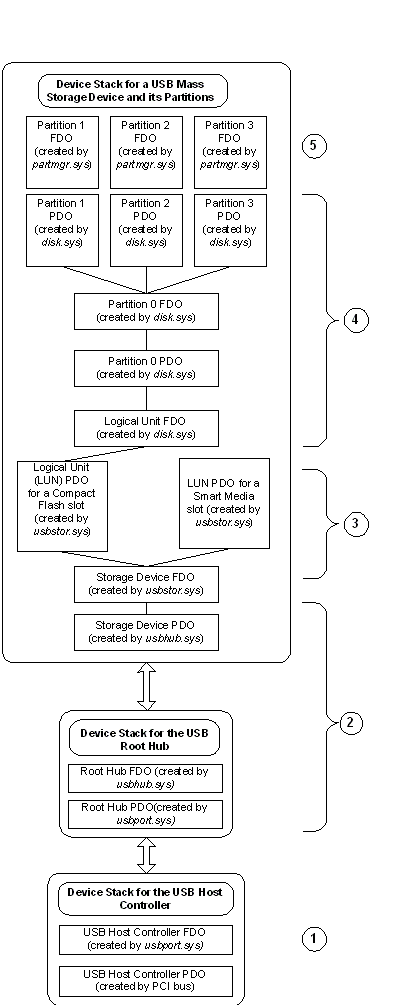 Device Stack for a USB Mass
Storage Device and its Partitions
Partition 1
FDO
(created by
partmgr.sys)
Partition 2
FDO
(created by
partmgr.sys)
Partition 3
FDO
(created by
partmgr.sys)
5
Partition 1
PDO
(created by
disk.sys)
Partition 2
PDO
(created by
disk.sys)
Partition 3
PDO
(created by
disk.sys)
Partition 0 FDO
(created by disk.sys)
4
Partition 0 PDO
(created by disk.sys)
Logical Unit FDO
(created by disk.sys)
Logical Unit
(LUN) PDO
for a Compact
Flash slot
(created by
usbstor.sys)
LUN PDO for a
Smart Media
slot (created by
usbstor.sys)
3
Storage Device FDO
(created by usbstor.sys)
Storage Device PDO
(created by usbhub.sys)
2
Device Stack for the USB
Root Hub
Root Hub FDO (created by
usbhub.sys)
Root Hub PDO(created by
usbport.sys)
Device Stack for the USB Host
Controller
USB Host Controller FDO
(created by usbport.sys)
1
USB Host Controller PDO
(created by PCI bus)